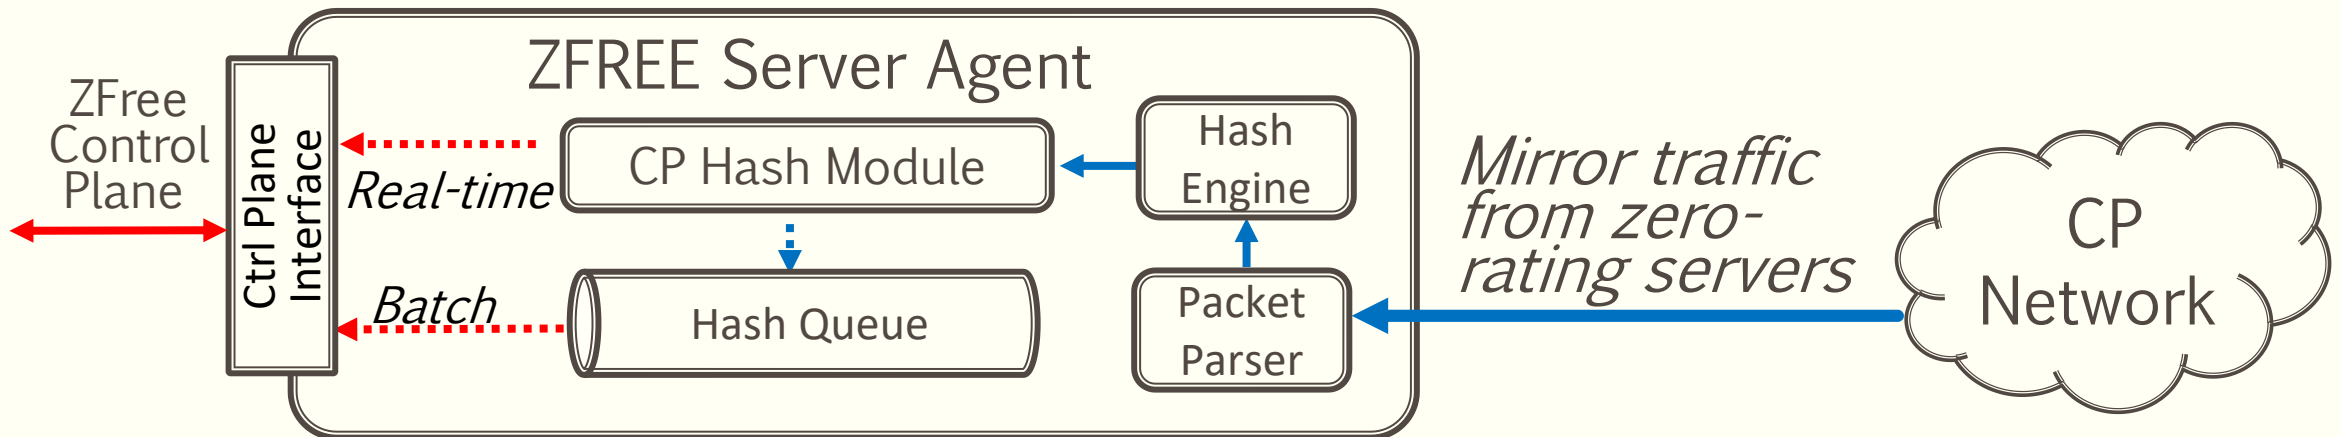 ZFREE Server Agent
ZFree
Control
Plane
Ctrl Plane
Interface
Real-time
Batch
CP Hash Module
Hash Queue
Hash
Engine
Packet
Parser
Mirror traffic
from zero-
rating servers
CP
Network